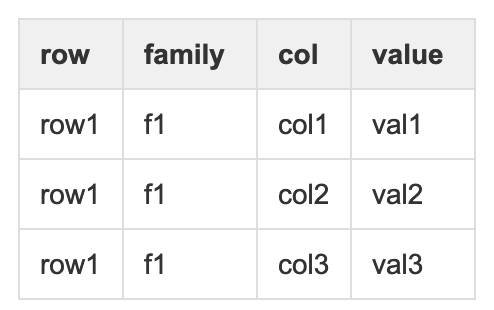 row family col value
row1 f1 col1 val1
row1 f1 col2 val2
row1 f1 col3 val3